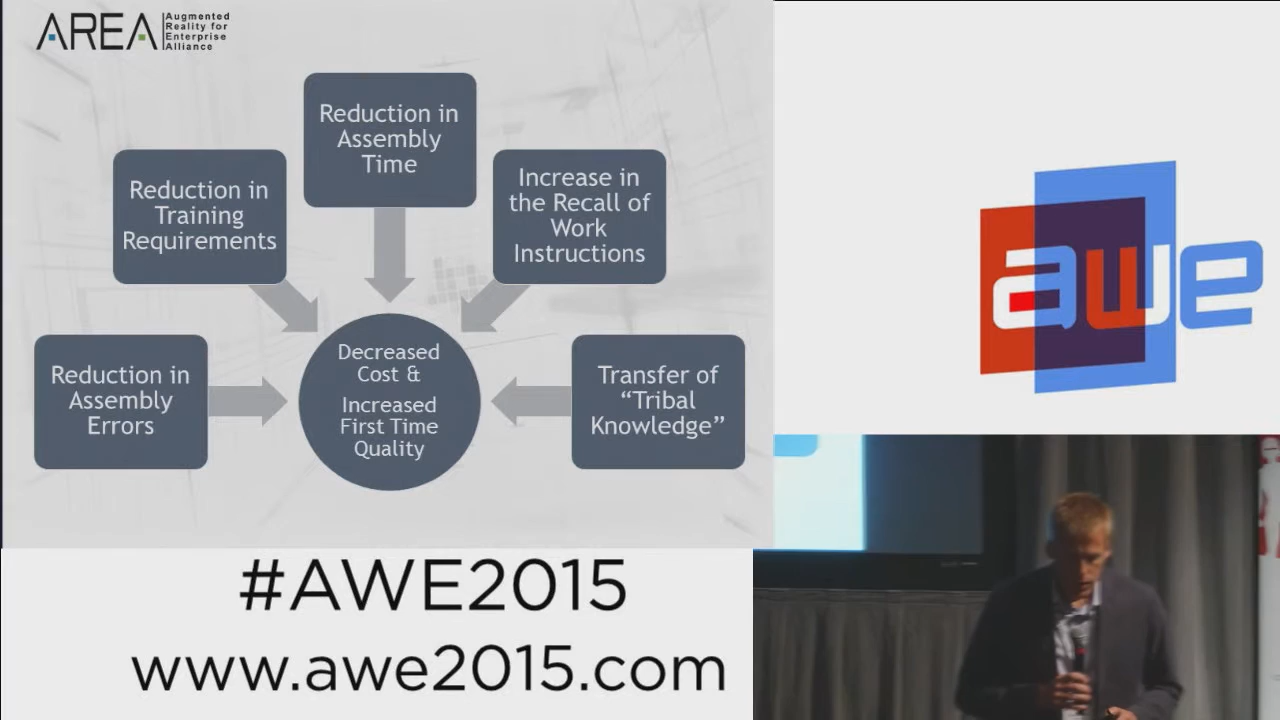 AREA
Augmented
Reality for
Enterprise
Alliance
Reduction in
Assembly
Time
Reduction in
Training
Requirements
Increase in
the Recall of
Work
Instructions
Reduction in
Assembly
Errors
Decreased
Cost &
Increased
First Time
Quality
Transfer of
“Tribal
Knowledge”
awe
#AWE2015
www.awe2015.com